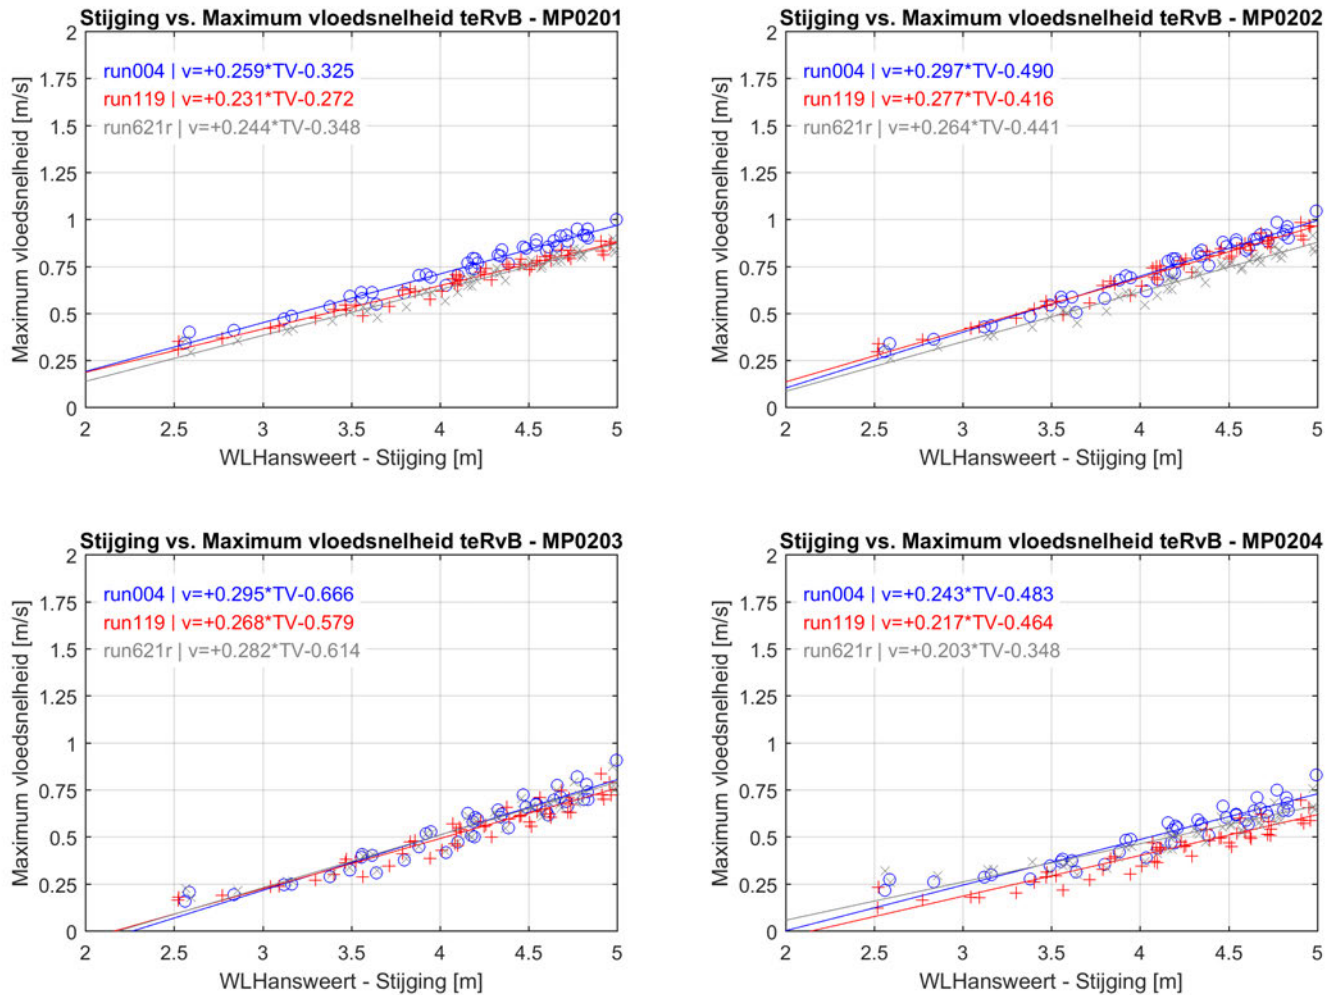 Stijging vs. Maximum vloedsnelheid teRvB - MP0201
Maximum vloedsnelheid [m/s]
2
1.75
1.5
1.25
1
0.75
0.5
0.25
0
run004 | v=+0.259*TV-0.325
run119 | v=+0.231*TV-0.272
run621r | v=+0.244*TV-0.348
2 2.5 3 3.5 4 4.5 5
WLHansweert - Stijging [m]
Stijging vs. Maximum vloedsnelheid teRvB - MP0202
Maximum vloedsnelheid [m/s]
2
1.75
1.5
1.25
1
0.75
0.5
0.25
0
run004 | v=+0.297*TV-0.490
run119 | v=+0.277*TV-0.416
run621r | v=+0.264*TV-0.441
2 2.5 3 3.5 4 4.5 5
WLHansweert - Stijging [m]
Stijging vs. Maximum vloedsnelheid teRvB - MP0203
Maximum vloedsnelheid [m/s]
2
1.75
1.5
1.25
1
0.75
0.5
0.25
0
run004 | v=+0.295*TV-0.666
run119 | v=+0.268*TV-0.579
run621r | v=+0.282*TV-0.614
2 2.5 3 3.5 4 4.5 5
WLHansweert - Stijging [m]
Stijging vs. Maximum vloedsnelheid teRvB - MP0204
Maximum vloedsnelheid [m/s]
2
1.75
1.5
1.25
1
0.75
0.5
0.25
0
run004 | v=+0.243*TV-0.483
run119 | v=+0.217*TV-0.464
run621r | v=+0.203*TV-0.348
2 2.5 3 3.5 4 4.5 5
WLHansweert - Stijging [m]